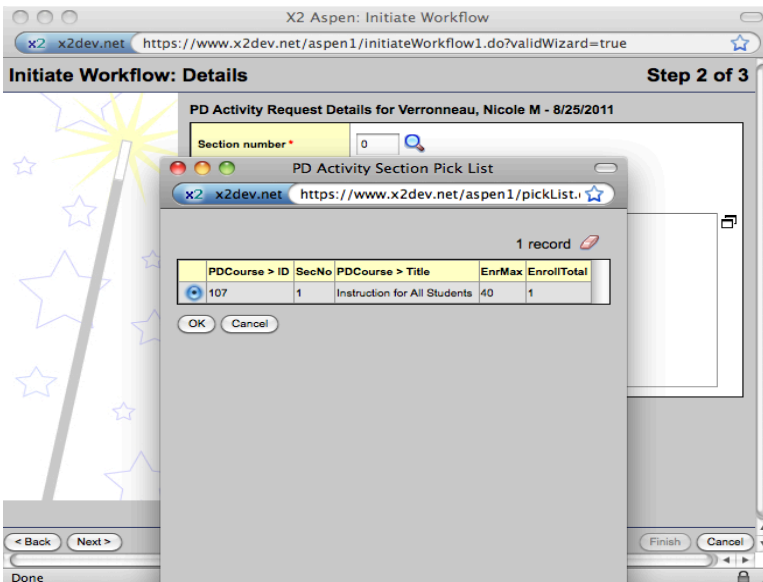 X2 Aspen: Initiate Workflow
x2 x2dev.net https://www.x2dev.net/aspen1/initiateWorkflow1.do?validWizard=true
Initiate Workflow: Details Step 2 of 3
PD Activity Request Details for Verronneau, Nicole M - 8/25/2011
Section number * 0
PD Activity Section Pick List
x2 x2dev.net https://www.x2dev.net/aspen1/pickList.
1 record
PDCourse > ID SecNo PDCourse > Title EnrMax EnrollTotal
107 1 Instruction for All Students 40 1
OK Cancel
< Back Next > Finish Cancel
Done